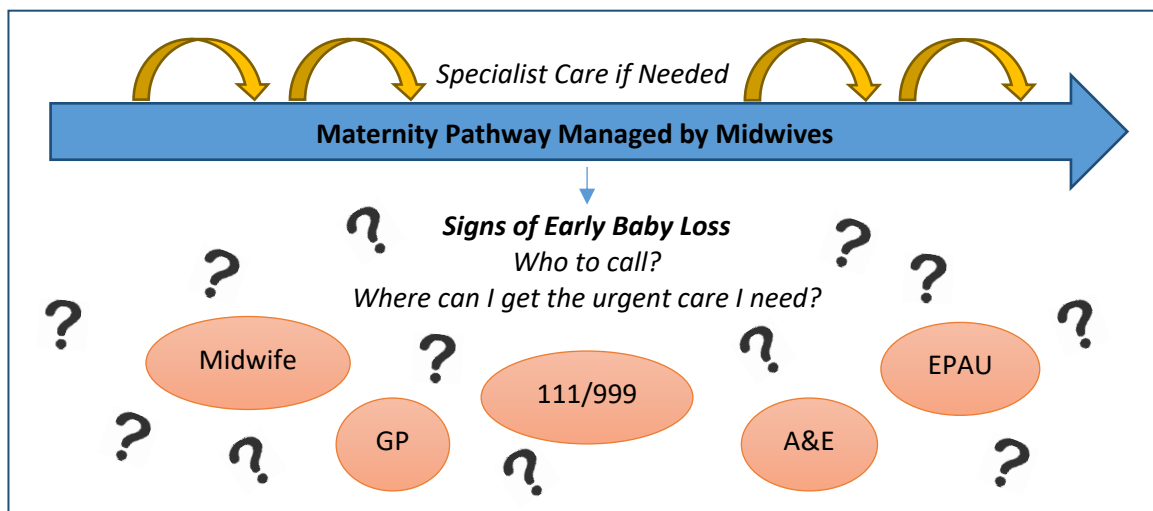 Specialist Care if Needed
Maternity Pathway Managed by Midwives
Signs of Early Baby Loss
Who to call?
Where can I get the urgent care I need?
? ? ? ? ? ? ? ? ? ? ? ? ?
Midwife
GP
111/999
A&E
EPAU